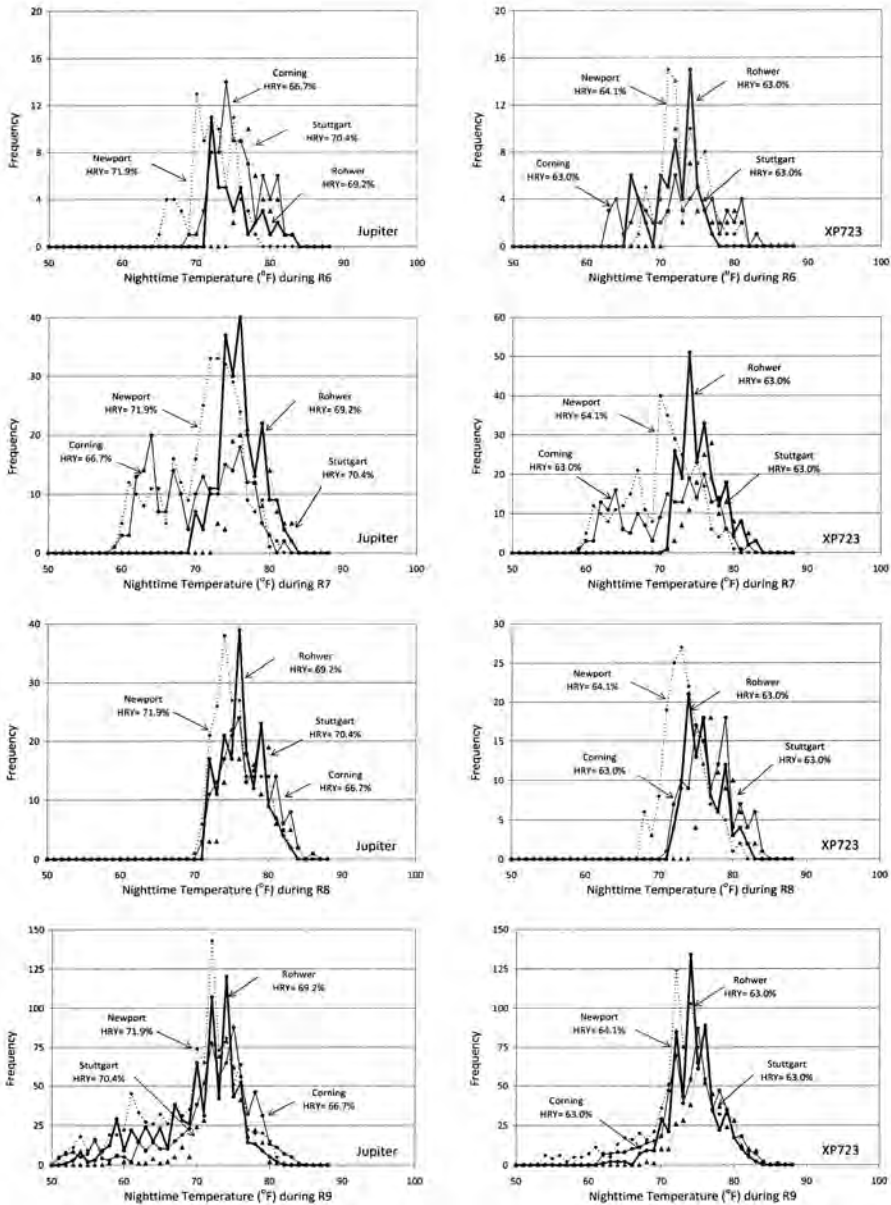 20
16
12
8
4
0
Frequency
Corning
HRY= 66.7%
Stuttgart
HRY= 70.4%
Newport
HRY= 71.9%
Rohwer
HRY= 69.2%
Jupiter
50 60 70 80 90 100
Nighttime Temperature (°F) during R6
20
16
12
8
4
0
Frequency
Newport
HRY= 64.1%
Rohwer
HRY= 63.0%
Corning
HRY= 63.0%
Stuttgart
HRY= 63.0%
XP723
50 60 70 80 90 100
Nighttime Temperature (°F) during R6
40
30
20
10
0
Frequency
Newport
HRY= 71.9%
Rohwer
HRY= 69.2%
Corning
HRY= 66.7%
Stuttgart
HRY= 70.4%
Jupiter
50 60 70 80 90 100
Nighttime Temperature (°F) during R7
60
50
40
30
20
10
0
Frequency
Rohwer
HRY= 63.0%
Newport
HRY= 64.1%
Corning
HRY= 63.0%
Stuttgart
HRY= 63.0%
XP723
50 60 70 80 90 100
Nighttime Temperature (°F) during R7
40
30
20
10
0
Frequency
Rohwer
HRY= 69.2%
Newport
HRY= 71.9%
Stuttgart
HRY= 70.4%
Corning
HRY= 66.7%
Jupiter
50 60 70 80 90 100
Nighttime Temperature (°F) during R8
30
25
20
15
10
5
0
Frequency
Newport
HRY= 64.1%
Rohwer
HRY= 63.0%
Corning
HRY= 63.0%
Stuttgart
HRY= 63.0%
XP723
50 60 70 80 90 100
Nighttime Temperature (°F) during R8
150
125
100
75
50
25
0
Frequency
Rohwer
HRY= 69.2%
Newport
HRY= 71.9%
Stuttgart
HRY= 70.4%
Corning
HRY= 66.7%
Jupiter
50 60 70 80 90 100
Nighttime Temperature (°F) during R9
150
125
100
75
50
25
0
Frequency
Rohwer
HRY= 63.0%
Newport
HRY= 64.1%
Stuttgart
HRY= 63.0%
Corning
HRY= 63.0%
XP723
50 60 70 80 90 100
Nighttime Temperature (°F) during R9